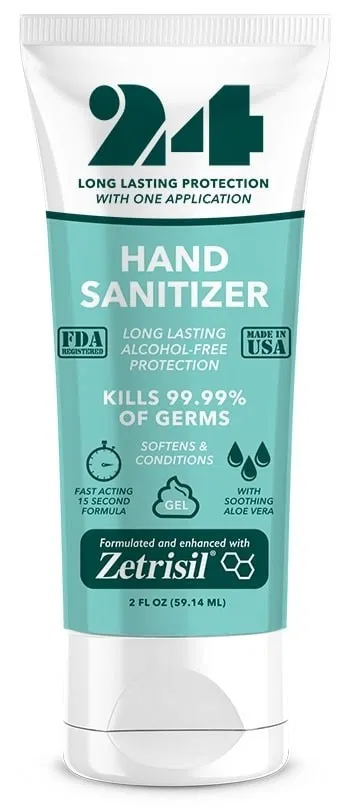 24
LONG LASTING PROTECTION
WITH ONE APPLICATION
HAND
SANITIZER
FDA
REGISTERED
LONG LASTING
ALCOHOL-FREE
PROTECTION
MADE IN
USA
KILLS 99.99%
OF GERMS
SOFTENS &
CONDITIONS
FAST ACTING
15 SECOND
FORMULA
GEL
WITH
SOOTHING
ALOE VERA
Formulated and enhanced with
Zetrisil®
2 FL OZ (59.14 ML)